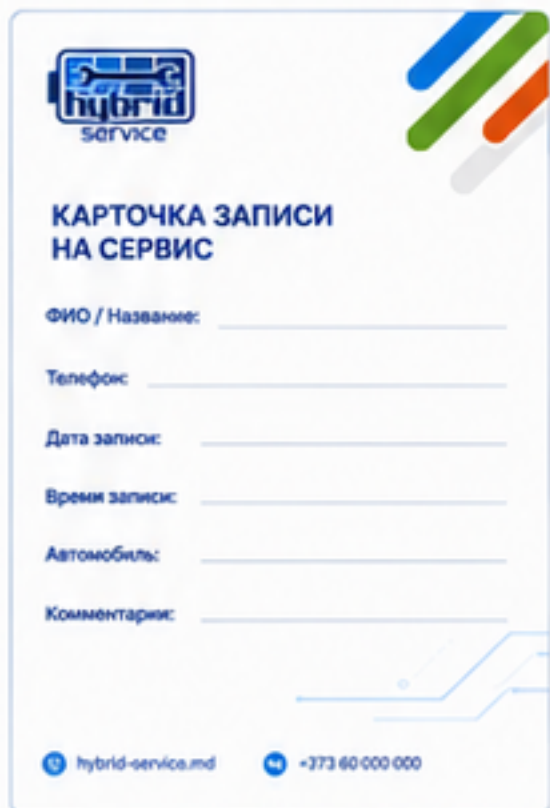 hybrid
service
КАРТОЧКА ЗАПИСИ
НА СЕРВИС
ФИО / Название:
Телефон:
Дата записи:
Время записи:
Автомобиль:
Комментарии:
hybrid-service.md
+373 60 000 000